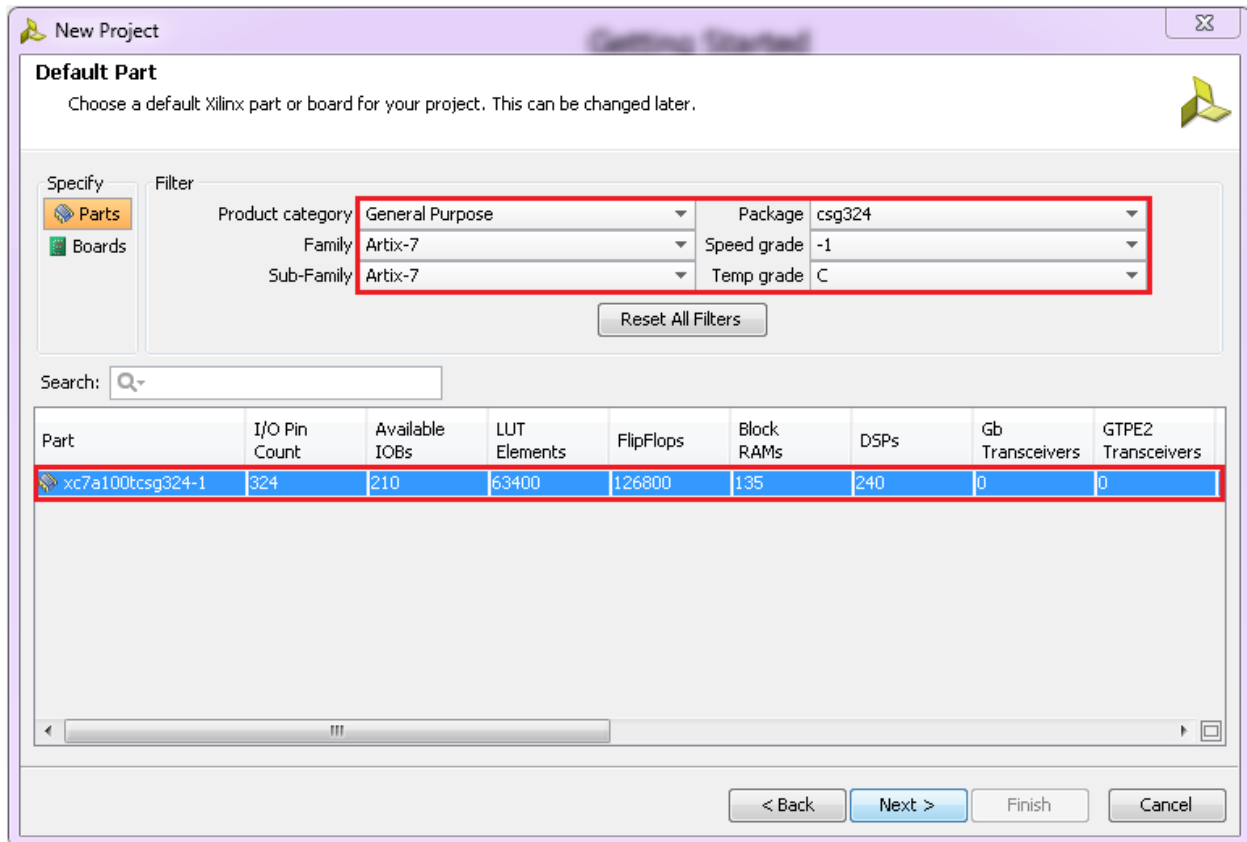 New Project
Getting Started
Default Part
Choose a default Xilinx part or board for your project. This can be changed later.
Specify
Filter
Parts
Boards
Product category General Purpose Package csg324
Family Artix-7 Speed grade -1
Sub-Family Artix-7 Temp grade C
Reset All Filters
Search:
Part I/O Pin Count Available IOBs LUT Elements FlipFlops Block RAMs DSPs Gb Transceivers GTPE2 Transceivers
xc7a100tcsg324-1 324 210 63400 126800 135 240 0 0
< Back Next > Finish Cancel